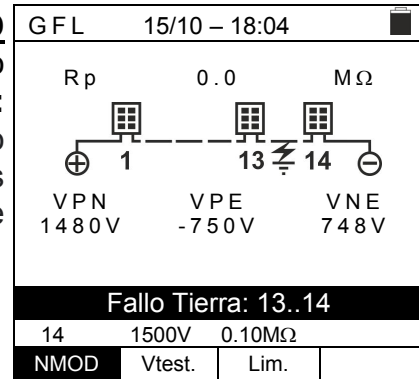 GFL 15/10 – 18:04
Rp 0.0 MΩ
1 13 14
VPN VPE VNE
1480V -750V 748V
Fallo Tierra: 13..14
14 1500V 0.10MΩ
NMOD Vtest. Lim.